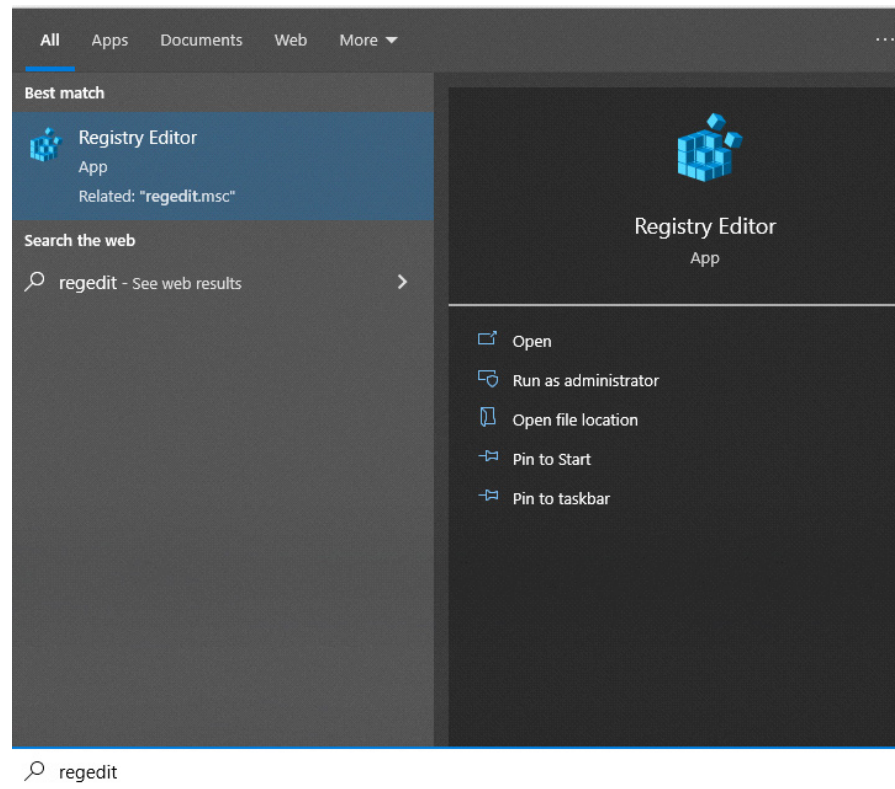 All Apps Documents Web More
Best match
Registry Editor
App
Related: "regedit.msc"
Search the web
regedit - See web results
Registry Editor
App
Open
Run as administrator
Open file location
Pin to Start
Pin to taskbar
regedit